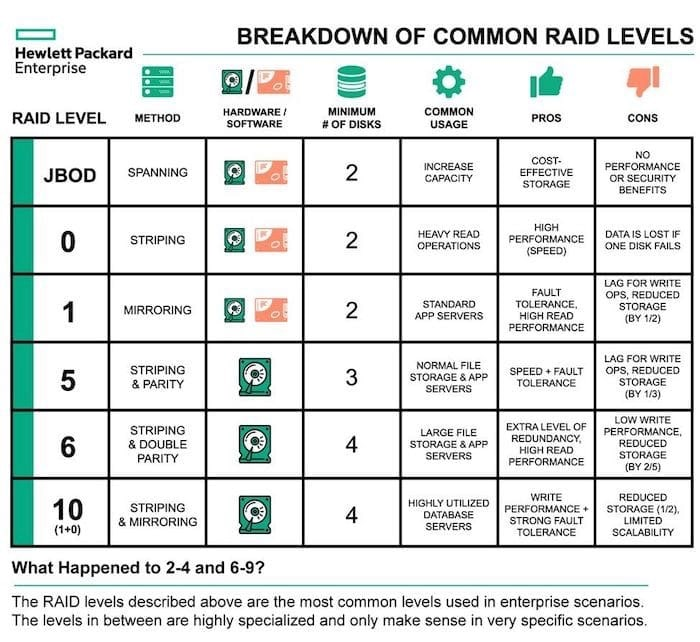 BREAKDOWN OF COMMON RAID LEVELS
Hewlett Packard
Enterprise
RAID LEVEL
METHOD
HARDWARE /
SOFTWARE
MINIMUM
# OF DISKS
COMMON
USAGE
PROS
CONS
JBOD
SPANNING
2
INCREASE
CAPACITY
COST-
EFFECTIVE
STORAGE
NO
PERFORMANCE
OR SECURITY
BENEFITS
0
STRIPING
2
HEAVY READ
OPERATIONS
HIGH
PERFORMANCE
(SPEED)
DATA IS LOST IF
ONE DISK FAILS
1
MIRRORING
2
STANDARD
APP SERVERS
FAULT
TOLERANCE,
HIGH READ
PERFORMANCE
LAG FOR WRITE
OPS, REDUCED
STORAGE
(BY 1/2)
5
STRIPING
& PARITY
3
NORMAL FILE
STORAGE & APP
SERVERS
SPEED + FAULT
TOLERANCE
LAG FOR WRITE
OPS, REDUCED
STORAGE
(BY 1/3)
6
STRIPING
& DOUBLE
PARITY
4
LARGE FILE
STORAGE & APP
SERVERS
EXTRA LEVEL OF
REDUNDANCY,
HIGH READ
PERFORMANCE
LOW WRITE
PERFORMANCE,
REDUCED
STORAGE
(BY 2/5)
10
(1+0)
STRIPING
& MIRRORING
4
HIGHLY UTILIZED
DATABASE
SERVERS
WRITE
PERFORMANCE +
STRONG FAULT
TOLERANCE
REDUCED
STORAGE (1/2),
LIMITED
SCALABILITY
What Happened to 2-4 and 6-9?
The RAID levels described above are the most common levels used in enterprise scenarios.
The levels in between are highly specialized and only make sense in very specific scenarios.